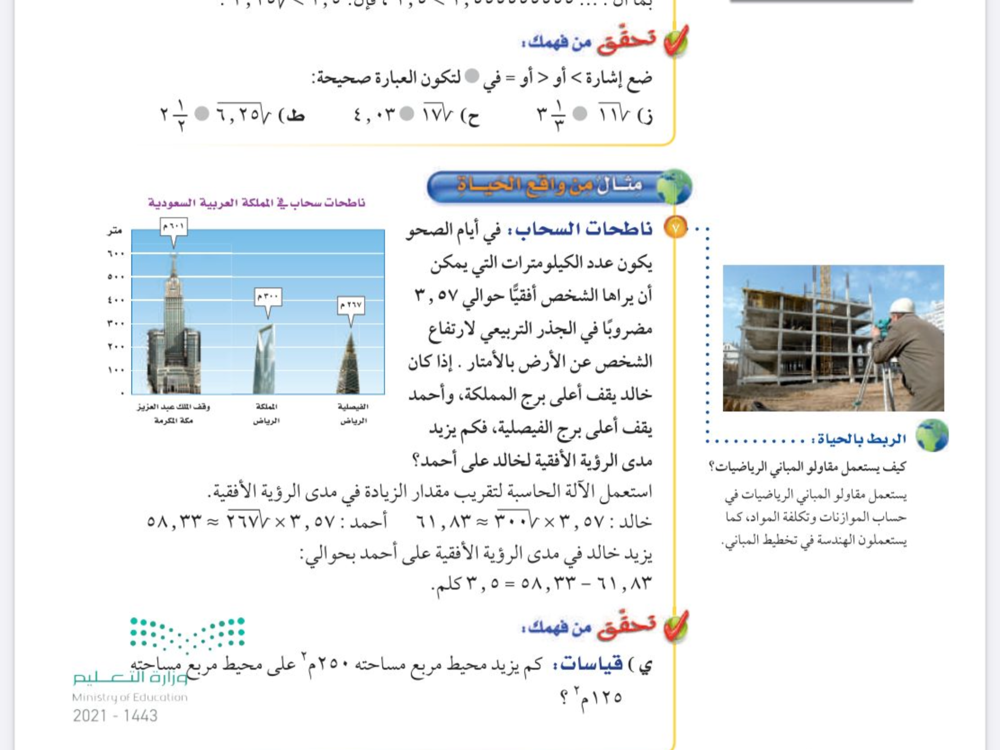 تحقَّق من فهمك:
ضع إشارة > أو < أو = في ● لتكون العبارة صحيحة:
ز) √١١ ● ٣ ١/٣ ح) √١٧ ● ٤,٠٣ ط) √٦,٢٥ ● ٢ ١/٢
مِثَالٌ مِن واقع الحَيَاةِ
٧ ناطحات السحاب: في أيام الصحو
يكون عدد الكيلومترات التي يمكن
أن يراها الشخص أفقيًّا حوالي ٣,٥٧
مضروبًا في الجذر التربيعي لارتفاع
الشخص عن الأرض بالأمتار. إذا كان
خالد يقف أعلى برج المملكة، وأحمد
يقف أعلى برج الفيصلية، فكم يزيد
مدى الرؤية الأفقية لخالد على أحمد؟
ناطحات سحاب في المملكة العربية السعودية
متر
٦٠٠
٥٠٠
٤٠٠
٣٠٠
٢٠٠
١٠٠
٠
٦٠١ م
٣٠٠ م
٢٦٧ م
الفيصلية
الرياض
المملكة
الرياض
وقف الملك عبد العزيز
مكة المكرمة
استعمل الآلة الحاسبة لتقريب مقدار الزيادة في مدى الرؤية الأفقية.
خالد: ٣,٥٧ × √٣٠٠ ≈ ٦١,٨٣ أحمد: ٣,٥٧ × √٢٦٧ ≈ ٥٨,٣٣
يزيد خالد في مدى الرؤية الأفقية على أحمد بحوالي:
٦١,٨٣ – ٥٨,٣٣ = ٣,٥ كلم.
الربط بالحياة:
كيف يستعمل مقاولو المباني الرياضيات؟
يستعمل مقاولو المباني الرياضيات في
حساب الموازنات وتكلفة المواد، كما
يستعملون الهندسة في تخطيط المباني.
تحقَّق من فهمك:
ي) قياسات: كم يزيد محيط مربع مساحته ٢٥٠م٢ على محيط مربع مساحته
١٢٥م٢ ؟
وزارة التعليم
Ministry of Education
2021 - 1443